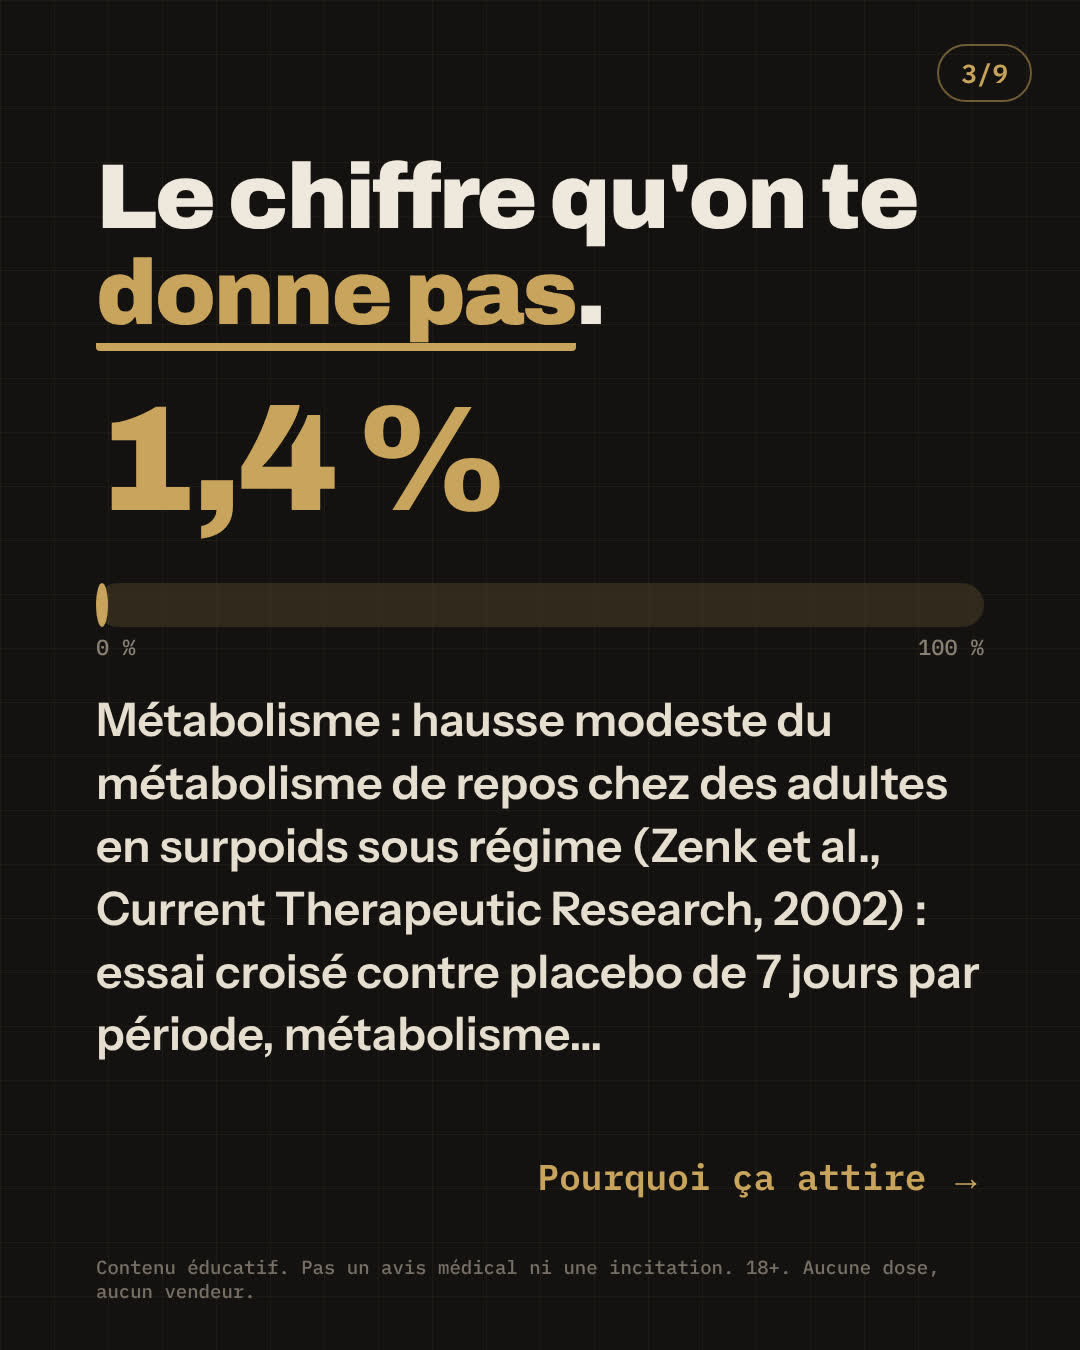 3/9
Le chiffre qu'on te
donne pas.
1,4 %
0 %
100 %
Métabolisme : hausse modeste du
métabolisme de repos chez des adultes
en surpoids sous régime (Zenk et al.,
Current Therapeutic Research, 2002) :
essai croisé contre placebo de 7 jours par
période, métabolisme...
Pourquoi ça attire →
Contenu éducatif. Pas un avis médical ni une incitation. 18+. Aucune dose,
aucun vendeur.